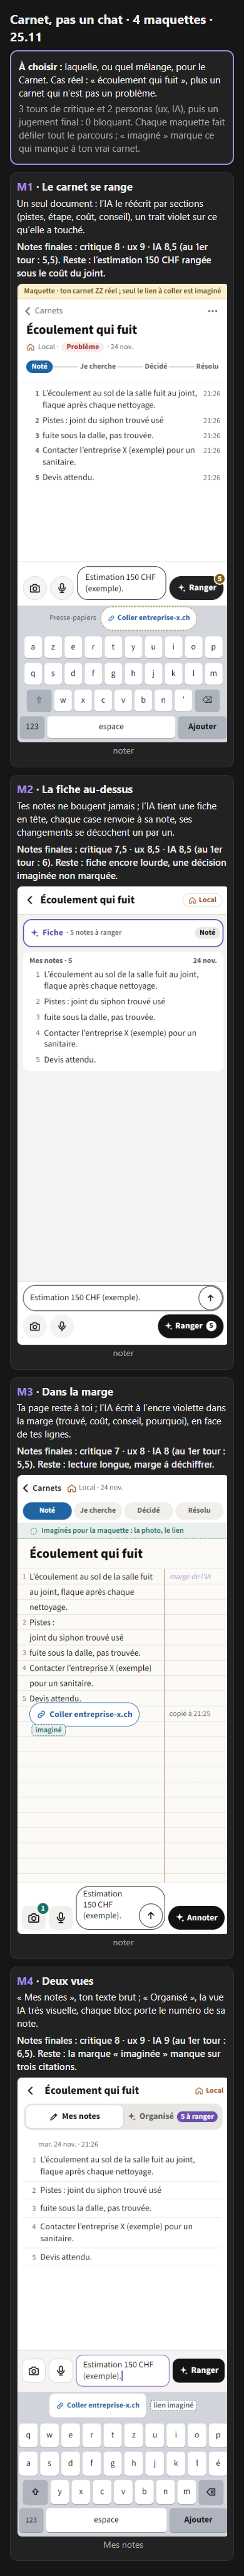 Carnet, pas un chat · 4 maquettes ·
25.11
À choisir : laquelle, ou quel mélange, pour le
Carnet. Cas réel : « écoulement qui fuit », plus un
carnet qui n'est pas un problème.
3 tours de critique et 2 personnes (ux, IA), puis un
jugement final : 0 bloquant. Chaque maquette fait
défiler tout le parcours ; « imaginé » marque ce
qui manque à ton vrai carnet.
M1 · Le carnet se range
Un seul document : l'IA le réécrit par sections
(pistes, étape, coût, conseil), un trait violet sur ce
qu'elle a touché.
Notes finales : critique 8 · ux 9 · IA 8,5 (au 1er
tour : 5,5). Reste : l'estimation 150 CHF rangée
sous le coût du joint.
Maquette · ton carnet ZZ réel ; seul le lien à coller est imaginé
Carnets
Écoulement qui fuit
Local · Problème · 24 nov.
Noté Je cherche Décidé Résolu
1 L'écoulement au sol de la salle fuit au joint, 21:26
flaque après chaque nettoyage.
2 Pistes : joint du siphon trouvé usé 21:26
3 fuite sous la dalle, pas trouvée. 21:26
4 Contacter l'entreprise X (exemple) pour un 21:26
sanitaire.
5 Devis attendu. 21:26
Estimation 150 CHF
(exemple).
Ranger 5
Presse-papiers Coller entreprise-x.ch
a z e r t y u i o p
q s d f g h j k l m
w x c v b n '
123 espace Ajouter
noter
M2 · La fiche au-dessus
Tes notes ne bougent jamais ; l'IA tient une fiche
en tête, chaque case renvoie à sa note, ses
changements se décochent un par un.
Notes finales : critique 7,5 · ux 8,5 · IA 8,5 (au 1er
tour : 6). Reste : fiche encore lourde, une décision
imaginée non marquée.
Écoulement qui fuit Local
Fiche · 5 notes à ranger Noté
Mes notes · 5 24 nov.
1 L'écoulement au sol de la salle fuit au joint,
flaque après chaque nettoyage.
2 Pistes : joint du siphon trouvé usé
3 fuite sous la dalle, pas trouvée.
4 Contacter l'entreprise X (exemple) pour un
sanitaire.
5 Devis attendu.
Estimation 150 CHF (exemple).
Ranger 5
noter
M3 · Dans la marge
Ta page reste à toi ; l'IA écrit à l'encre violette dans
la marge (trouvé, coût, conseil, pourquoi), en face
de tes lignes.
Notes finales : critique 7 · ux 8 · IA 8 (au 1er tour :
5,5). Reste : lecture longue, marge à déchiffrer.
Carnets Local · 24 nov.
Noté Je cherche Décidé Résolu
Imaginés pour la maquette : la photo, le lien
Écoulement qui fuit
1 L'écoulement au sol de la salle fuit marge de l'IA
au joint, flaque après chaque
nettoyage.
2 Pistes :
joint du siphon trouvé usé
3 fuite sous la dalle, pas trouvée.
4 Contacter l'entreprise X (exemple)
pour un sanitaire.
5 Devis attendu.
Coller entreprise-x.ch copié à 21:25
imaginé
Estimation
150 CHF
(exemple).
1
Annoter
noter
M4 · Deux vues
« Mes notes », ton texte brut ; « Organisé », la vue
IA très visible, chaque bloc porte le numéro de sa
note.
Notes finales : critique 8 · ux 9 · IA 9 (au 1er tour :
6,5). Reste : la marque « imaginée » manque sur
trois citations.
Écoulement qui fuit Local
Mes notes Organisé 5 à ranger
mar. 24 nov. · 21:26
1 L'écoulement au sol de la salle fuit au joint,
flaque après chaque nettoyage.
2 Pistes : joint du siphon trouvé usé
3 fuite sous la dalle, pas trouvée.
4 Contacter l'entreprise X (exemple) pour un
sanitaire.
5 Devis attendu.
Estimation 150 CHF
(exemple).
Ranger
Coller entreprise-x.ch lien imaginé
q w e r t z u i o p
a s d f g h j k l é
y x c v b n m
123 espace Ajouter
Mes notes